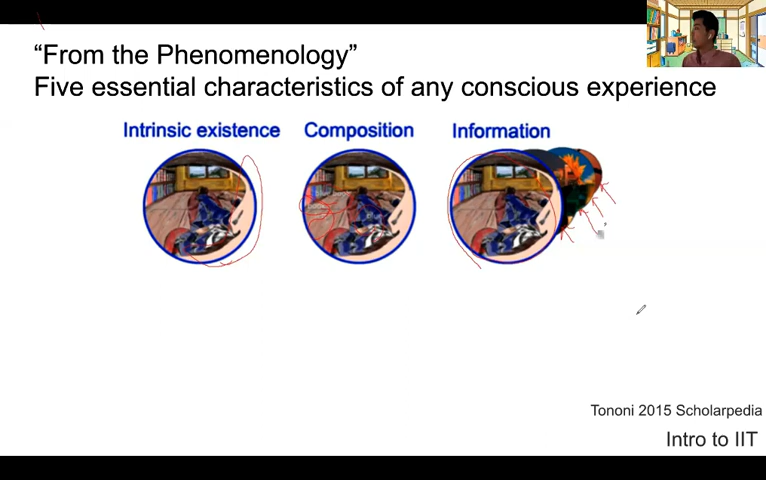 “From the Phenomenology”
Five essential characteristics of any conscious experience
Intrinsic existence Composition Information
Tononi 2015 Scholarpedia
Intro to IIT